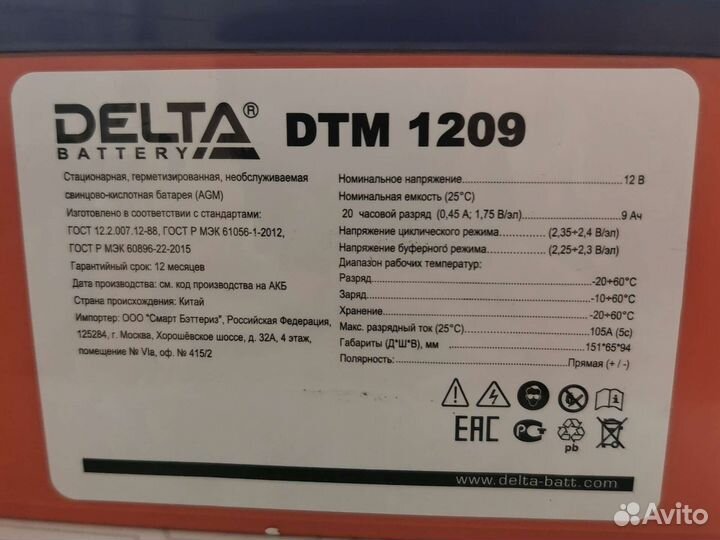 DELTA®
BATTERY
DTM 1209
Стационарная, герметизированная, необслуживаемая
свинцово-кислотная батарея (AGM)
Изготовлено в соответствии с стандартами:
ГОСТ 12.2.007.12-88, ГОСТ Р МЭК 61056-1-2012,
ГОСТ Р МЭК 60896-22-2015
Гарантийный срок: 12 месяцев
Дата производства: см. код производства на АКБ
Страна происхождения: Китай
Импортер: ООО "Смарт Бэттериз", Российская Федерация,
125284, г. Москва, Хорошёвское шоссе, д. 32А, 4 этаж,
помещение № VIа, оф. № 415/2
Номинальное напряжение 12 В
Номинальная емкость (25°С)
20 часовой разряд (0,45 А; 1,75 В/эл) 9 Ач
Напряжение циклического режима (2,35÷2,4 В/эл)
Напряжение буферного режима (2,25÷2,3 В/эл)
Диапазон рабочих температур:
Разряд -20+60°С
Заряд -10+60°С
Хранение -20+60°С
Макс. разрядный ток (25°С) 105А (5с)
Габариты (Д*Ш*В), мм 151*65*94
Полярность: Прямая (+ / -)
EAC
pb
www.delta-batt.com
Avito